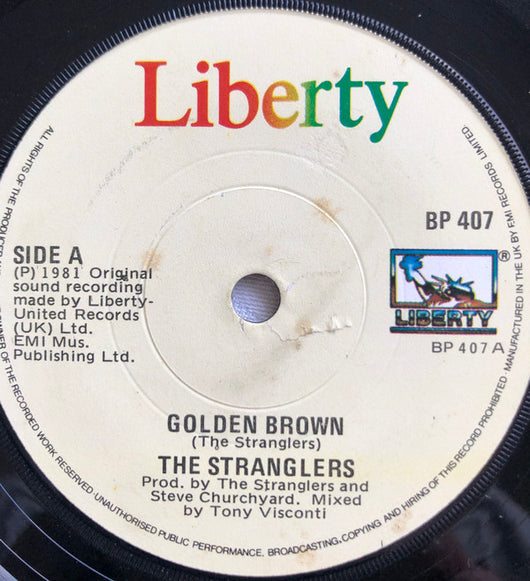 Liberty
BP 407
SIDE A
(P) 1981 Original
sound recording
made by Liberty-
United Records
(UK) Ltd.
EMI Mus.
Publishing Ltd.
®
LIBERTY
BP 407 A
GOLDEN BROWN
(The Stranglers)
THE STRANGLERS
Prod. by The Stranglers and
Steve Churchyard. Mixed
by Tony Visconti
ALL RIGHTS OF THE PRODUCER
OWNER OF THE RECORDED WORK RESERVED·UNAUTHORISED PUBLIC PERFORMANCE, BROADCASTING, COPYING AND HIRING OF THIS RECORD PROHIBITED·MANUFACTURED IN THE UK BY EMI RECORDS LIMITED.